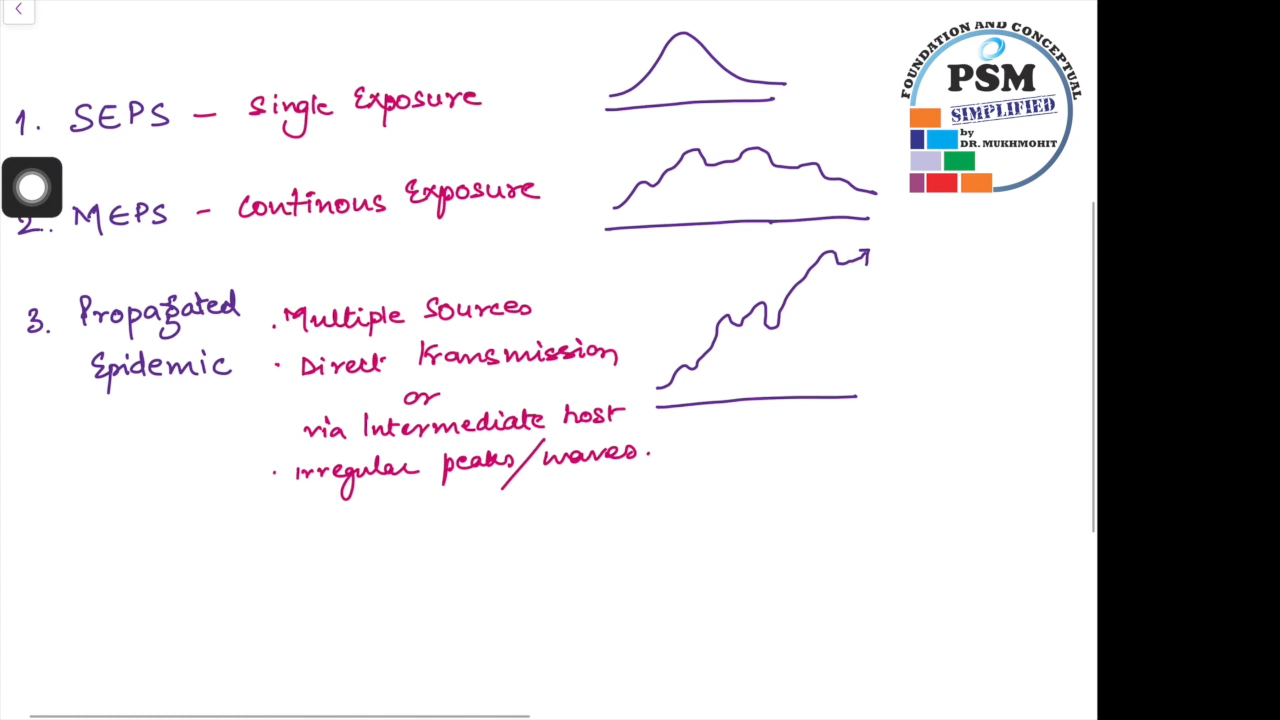 1. SEPS – Single Exposure
2. MEPS – Continous Exposure
3. Propagated Epidemic
. Multiple Sources
. Direct transmission
or
via Intermediate host
. irregular peaks/waves.
FOUNDATION AND CONCEPTUAL
PSM
SIMPLIFIED
by
DR. MUKHMOHIT